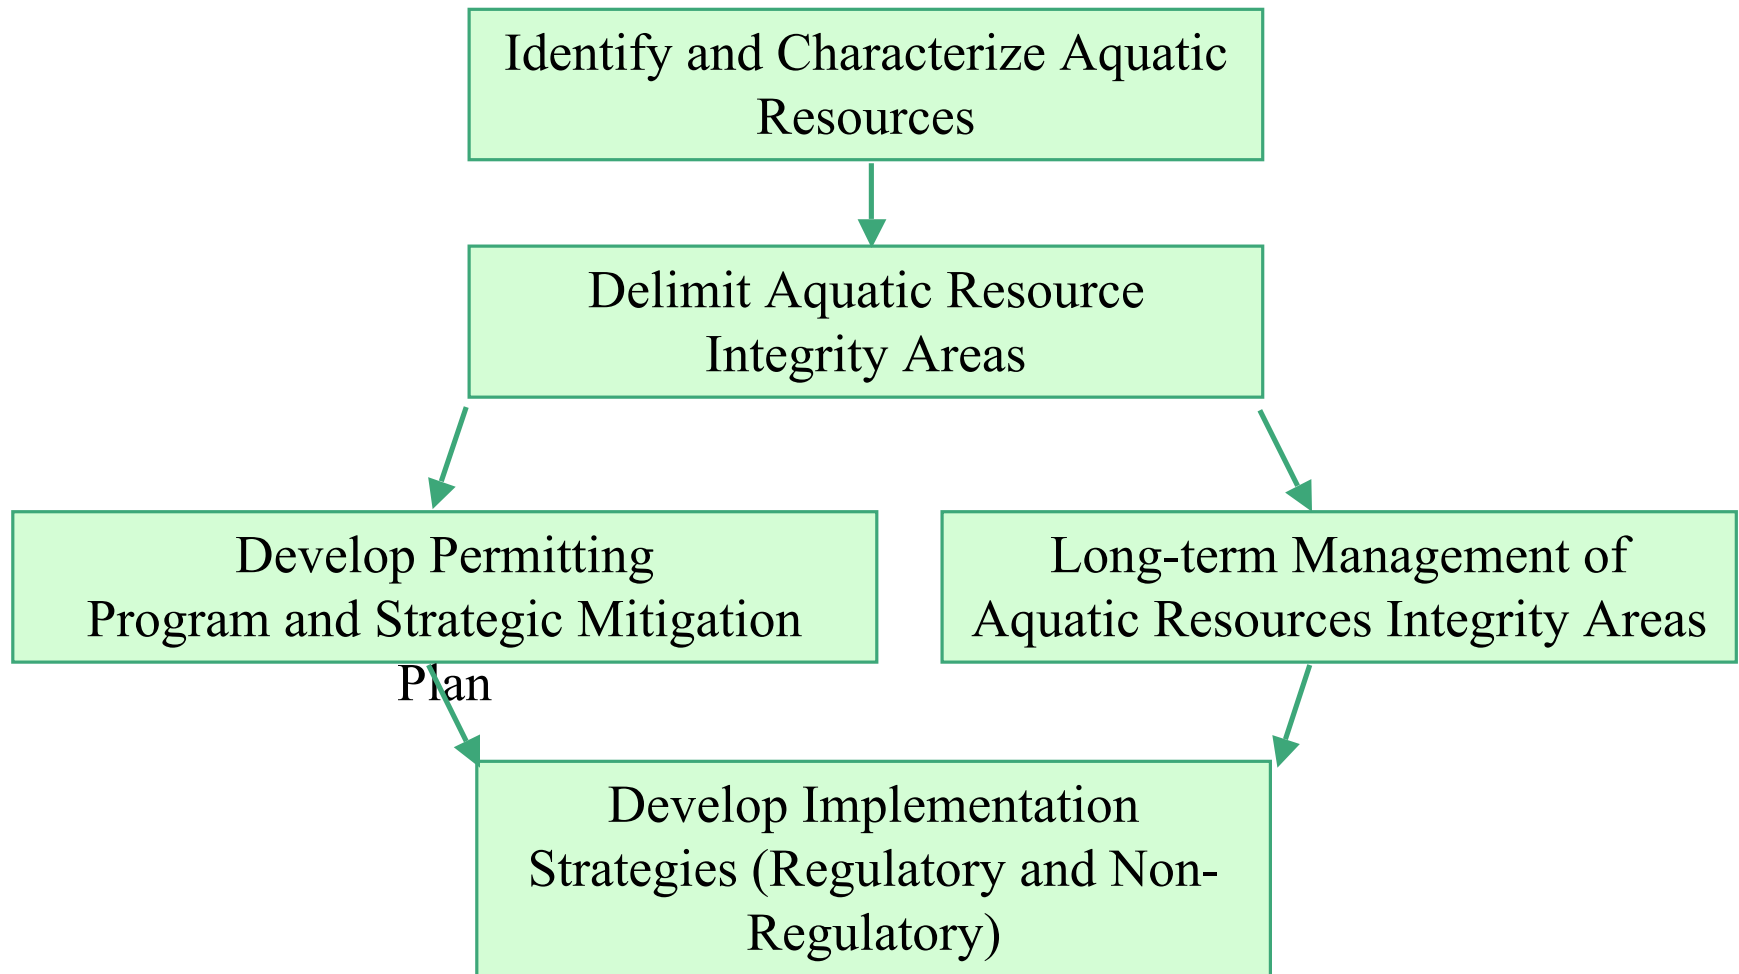 Identify and Characterize Aquatic
Resources
Delimit Aquatic Resource
Integrity Areas
Develop Permitting
Program and Strategic Mitigation
Plan
Long-term Management of
Aquatic Resources Integrity Areas
Develop Implementation
Strategies (Regulatory and Non-
Regulatory)